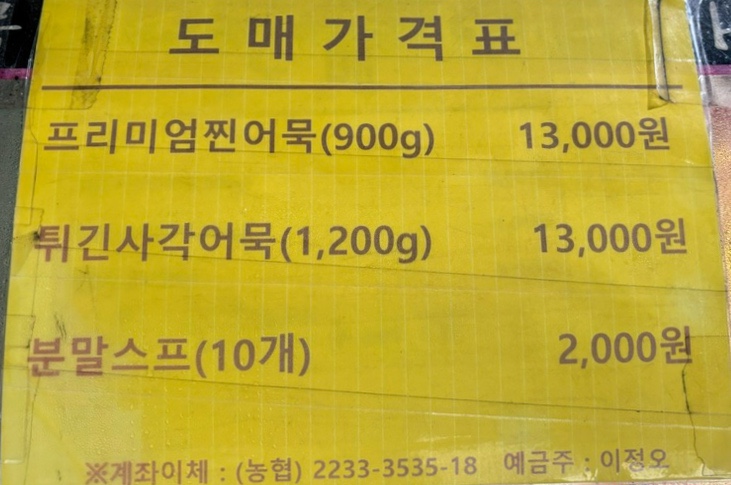 도매가격표
프리미엄찐어묵(900g) 13,000원
튀긴사각어묵(1,200g) 13,000원
분말스프(10개) 2,000원
※계좌이체 : (농협) 2233-3535-18 예금주 : 이정오